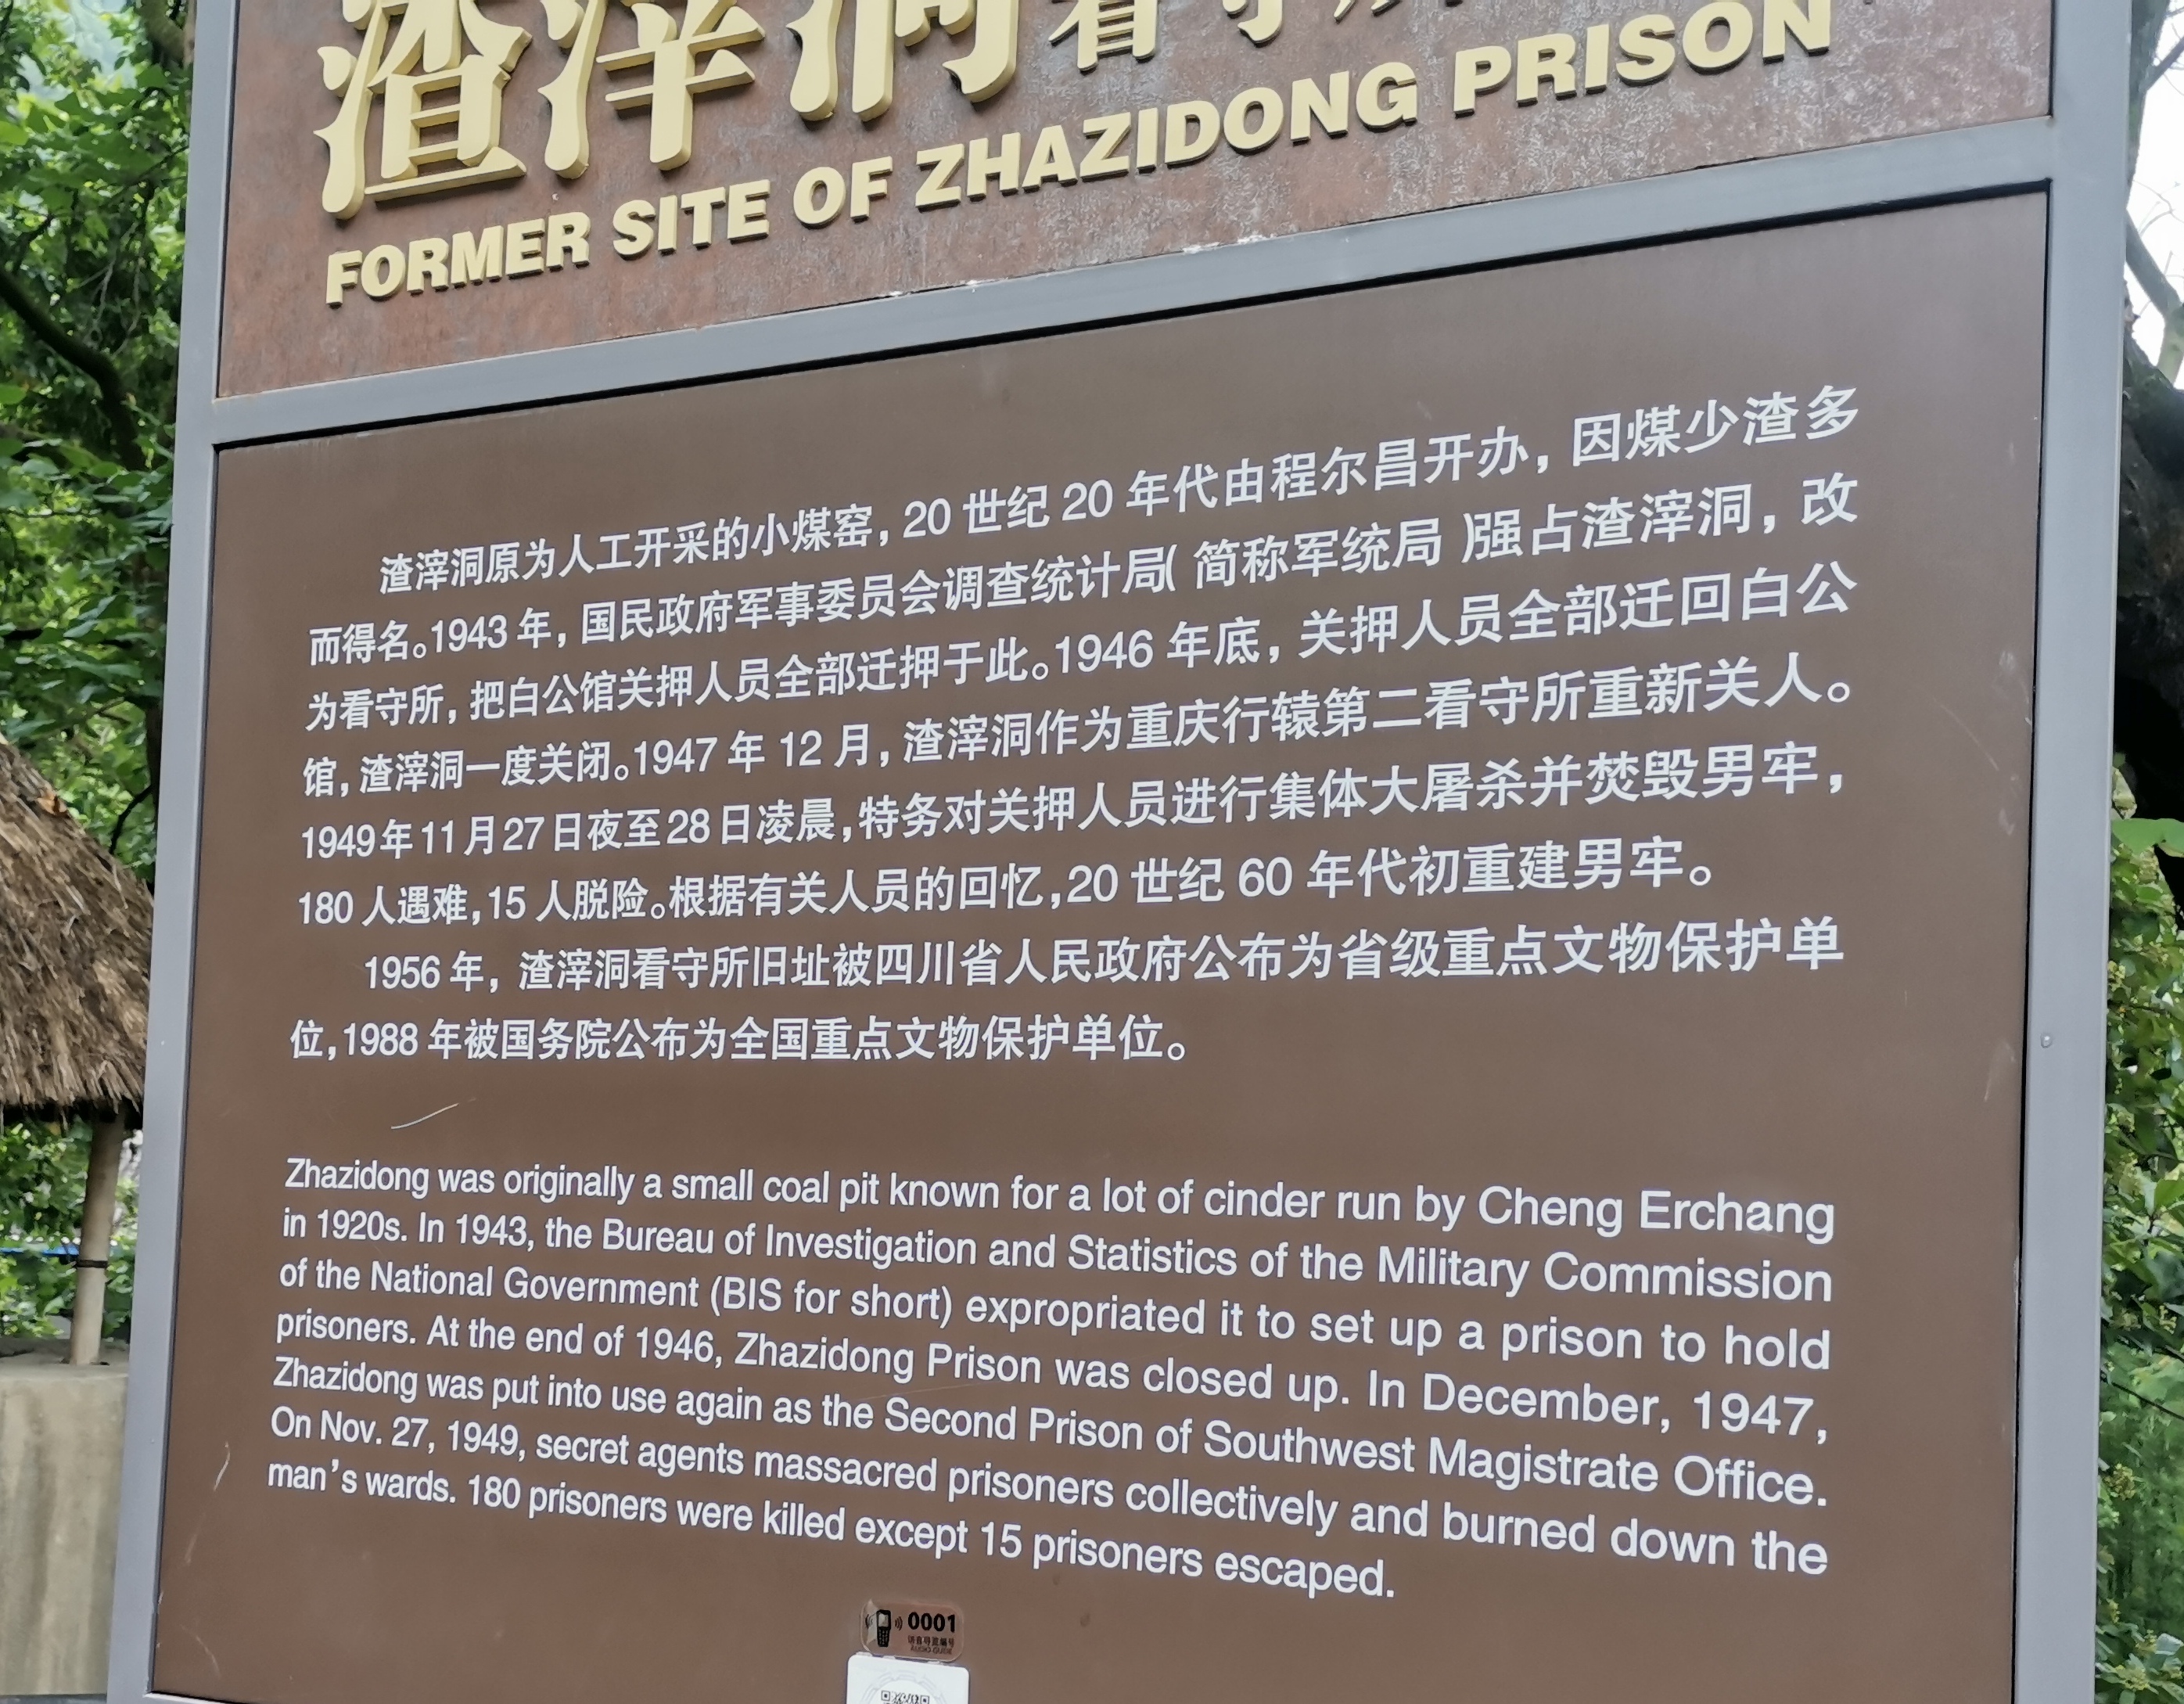 渣滓洞看守所
FORMER SITE OF ZHAZIDONG PRISON
渣滓洞原为人工开采的小煤窑，20 世纪 20 年代由程尔昌开办，因煤少渣多
而得名。1943 年，国民政府军事委员会调查统计局( 简称军统局 )强占渣滓洞，改
为看守所，把白公馆关押人员全部迁押于此。1946 年底，关押人员全部迁回白公
馆，渣滓洞一度关闭。1947 年 12 月，渣滓洞作为重庆行辕第二看守所重新关人。
1949年11月27日夜至28日凌晨，特务对关押人员进行集体大屠杀并焚毁男牢，
180 人遇难，15 人脱险。根据有关人员的回忆，20 世纪 60 年代初重建男牢。
1956 年，渣滓洞看守所旧址被四川省人民政府公布为省级重点文物保护单
位，1988 年被国务院公布为全国重点文物保护单位。
Zhazidong was originally a small coal pit known for a lot of cinder run by Cheng Erchang
in 1920s. In 1943, the Bureau of Investigation and Statistics of the Military Commission
of the National Government (BIS for short) expropriated it to set up a prison to hold
prisoners. At the end of 1946, Zhazidong Prison was closed up. In December, 1947,
Zhazidong was put into use again as the Second Prison of Southwest Magistrate Office.
On Nov. 27, 1949, secret agents massacred prisoners collectively and burned down the
man's wards. 180 prisoners were killed except 15 prisoners escaped.
0001
语音导览编号
AUDIO GUIDE